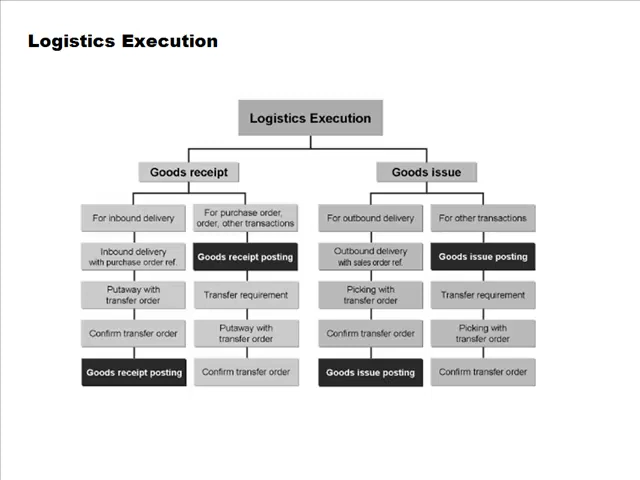 Logistics Execution
Logistics Execution
Goods receipt
Goods issue
For inbound delivery
For purchase order,
order, other transactions
For outbound delivery
For other transactions
Inbound delivery
with purchase order ref.
Goods receipt posting
Outbound delivery
with sales order ref.
Goods issue posting
Putaway with
transfer order
Transfer requirement
Picking with
transfer order
Transfer requirement
Confirm transfer order
Putaway with
transfer order
Confirm transfer order
Picking with
transfer order
Goods receipt posting
Confirm transfer order
Goods issue posting
Confirm transfer order